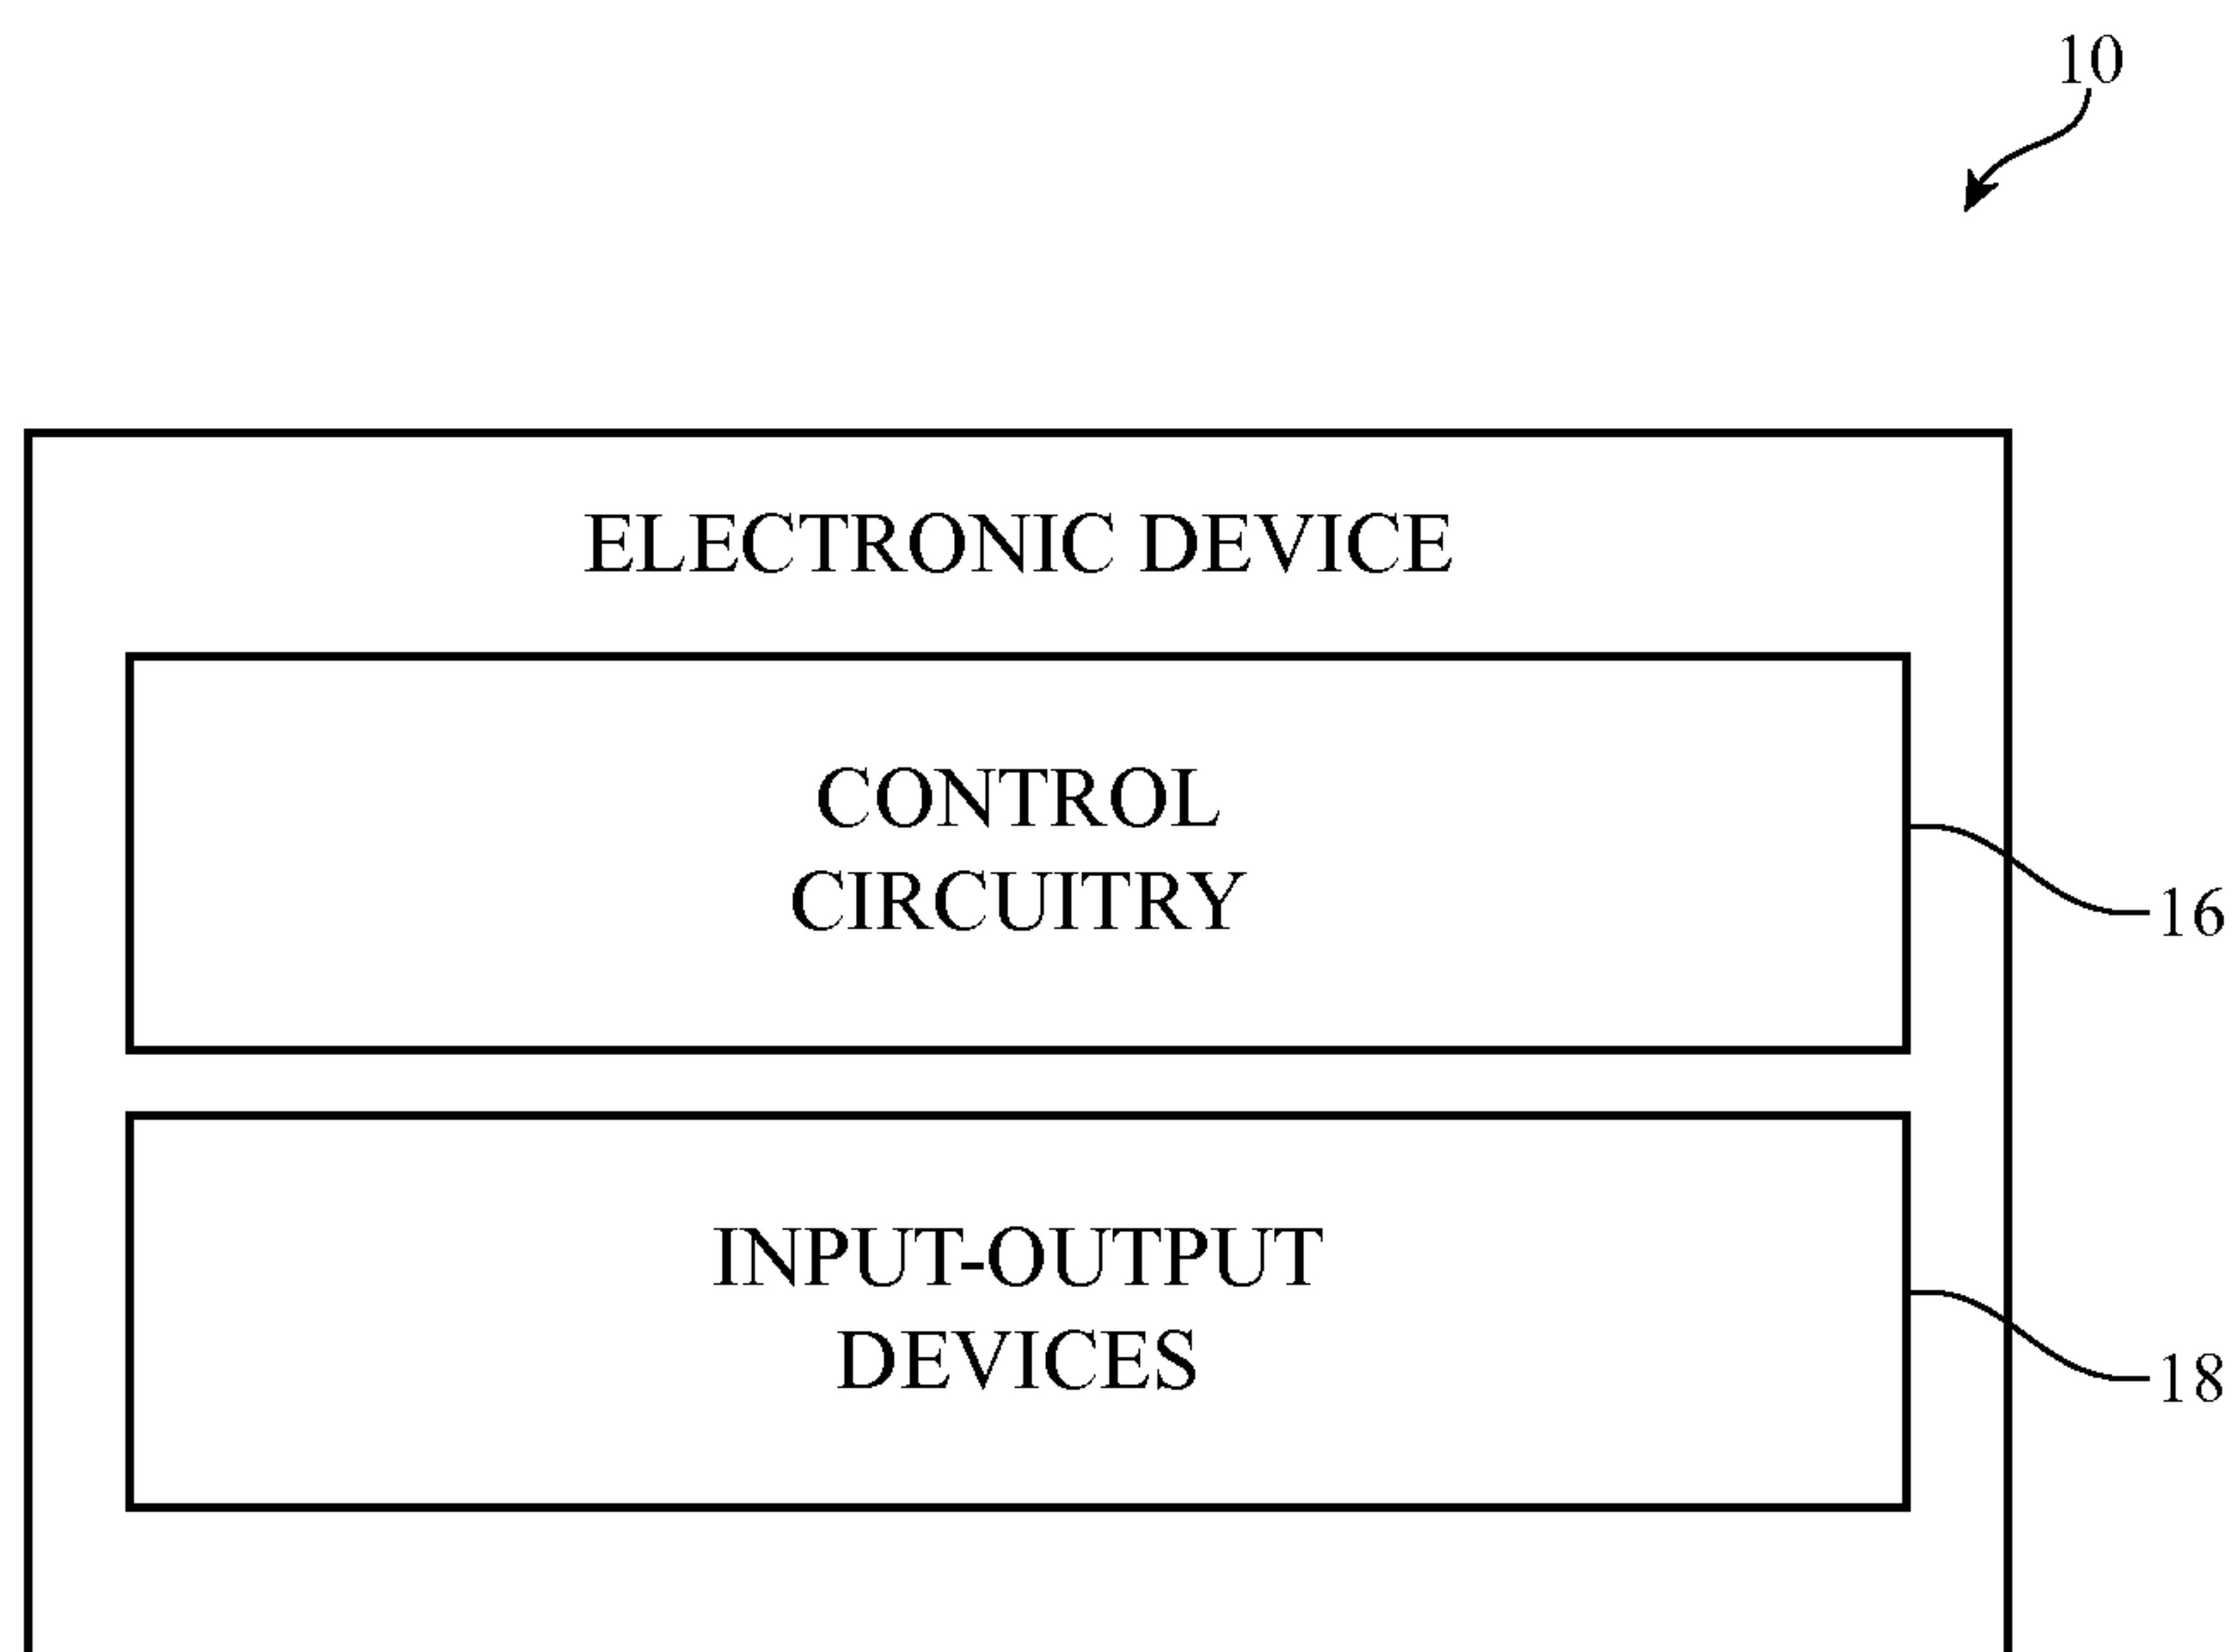 10
ELECTRONIC DEVICE
CONTROL
CIRCUITRY
16
INPUT-OUTPUT
DEVICES
18